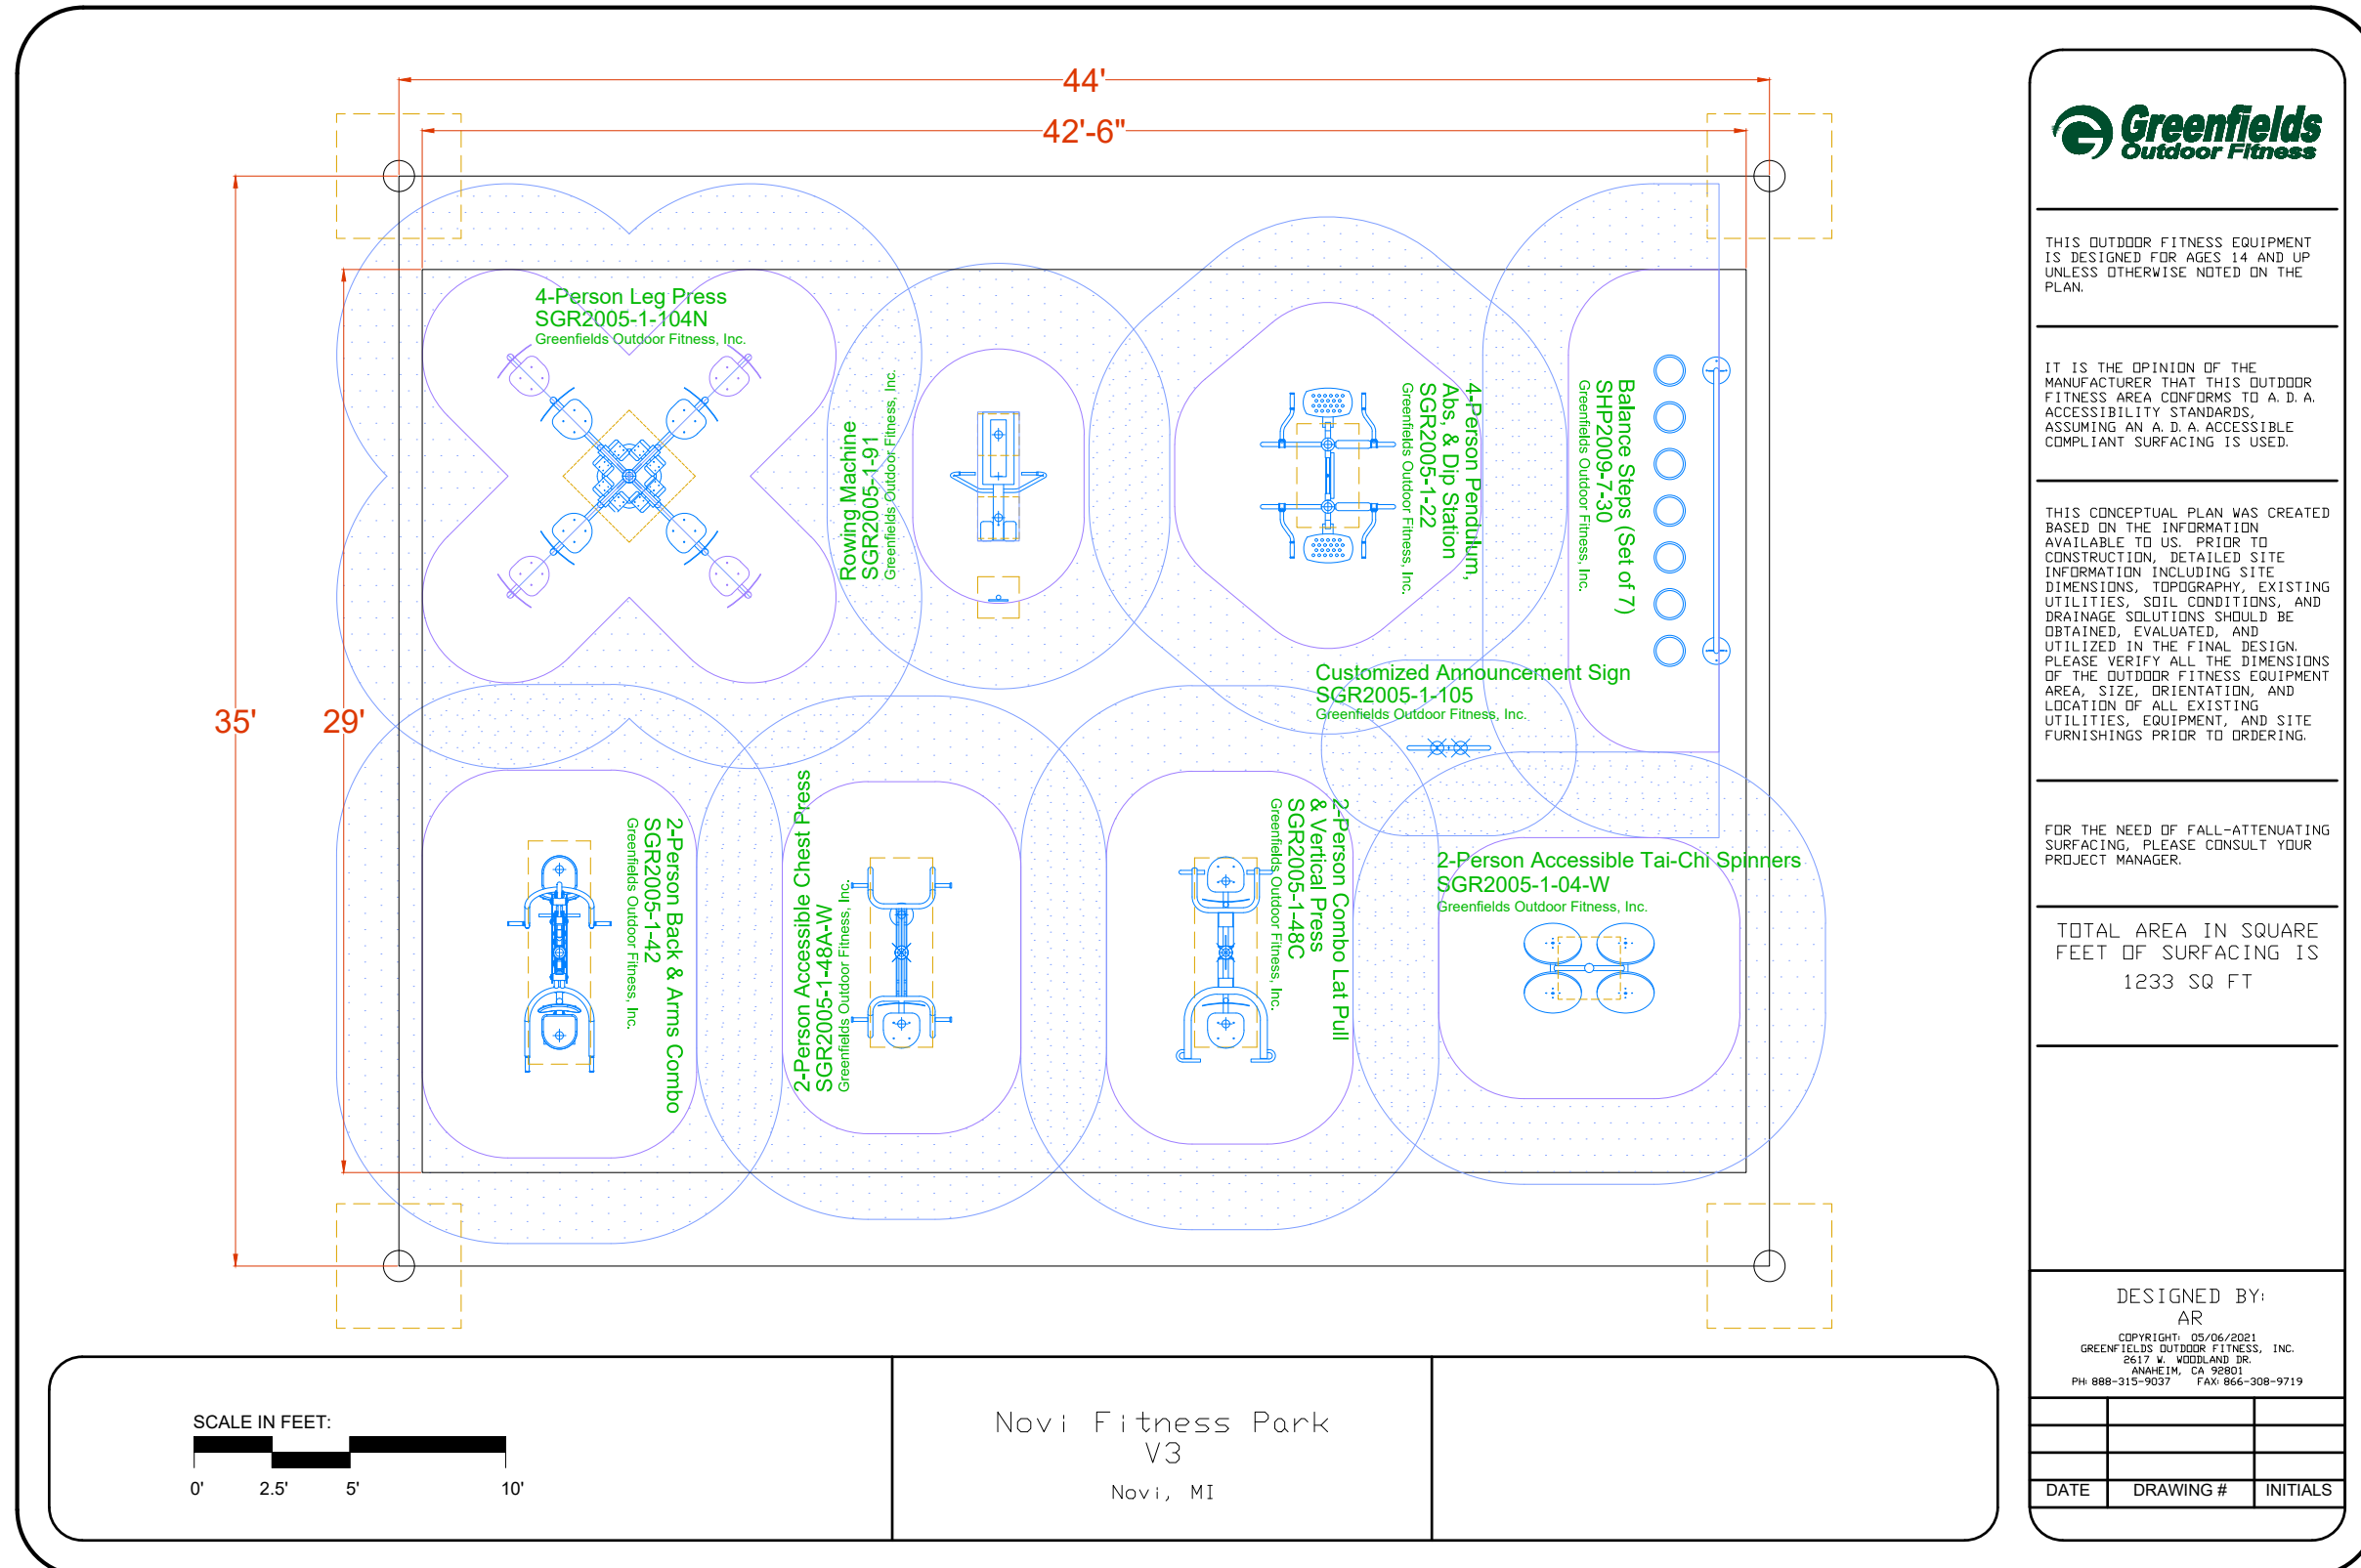 44'
42'-6"
35'
29'
4-Person Leg Press
SGR2005-1-104N
Greenfields Outdoor Fitness, Inc.
Rowing Machine
SGR2005-1-91
Greenfields Outdoor Fitness, Inc.
4-Person Pendulum,
Abs, & Dip Station
SGR2005-1-22
Greenfields Outdoor Fitness, Inc.
Balance Steps (Set of 7)
SHP2009-7-30
Greenfields Outdoor Fitness, Inc.
Customized Announcement Sign
SGR2005-1-105
Greenfields Outdoor Fitness, Inc.
2-Person Back & Arms Combo
SGR2005-1-42
Greenfields Outdoor Fitness, Inc.
2-Person Accessible Chest Press
SGR2005-1-48A-W
Greenfields Outdoor Fitness, Inc.
2-Person Combo Lat Pull
& Vertical Press
SGR2005-1-48C
Greenfields Outdoor Fitness, Inc.
2-Person Accessible Tai-Chi Spinners
SGR2005-1-04-W
Greenfields Outdoor Fitness, Inc.
SCALE IN FEET:
0' 2.5' 5' 10'
Novi Fitness Park
V3
Novi, MI
Greenfields
Outdoor Fitness
THIS OUTDOOR FITNESS EQUIPMENT
IS DESIGNED FOR AGES 14 AND UP
UNLESS OTHERWISE NOTED ON THE
PLAN.
IT IS THE OPINION OF THE
MANUFACTURER THAT THIS OUTDOOR
FITNESS AREA CONFORMS TO A.D.A.
ACCESSIBILITY STANDARDS,
ASSUMING AN A.D.A. ACCESSIBLE
COMPLIANT SURFACING IS USED.
THIS CONCEPTUAL PLAN WAS CREATED
BASED ON THE INFORMATION
AVAILABLE TO US. PRIOR TO
CONSTRUCTION, DETAILED SITE
INFORMATION INCLUDING SITE
DIMENSIONS, TOPOGRAPHY, EXISTING
UTILITIES, SOIL CONDITIONS, AND
DRAINAGE SOLUTIONS SHOULD BE
OBTAINED, EVALUATED, AND
UTILIZED IN THE FINAL DESIGN.
PLEASE VERIFY ALL THE DIMENSIONS
OF THE OUTDOOR FITNESS EQUIPMENT
AREA, SIZE, ORIENTATION, AND
LOCATION OF ALL EXISTING
UTILITIES, EQUIPMENT, AND SITE
FURNISHINGS PRIOR TO ORDERING.
FOR THE NEED OF FALL-ATTENUATING
SURFACING, PLEASE CONSULT YOUR
PROJECT MANAGER.
TOTAL AREA IN SQUARE
FEET OF SURFACING IS
1233 SQ FT
DESIGNED BY:
AR
COPYRIGHT: 05/06/2021
GREENFIELDS OUTDOOR FITNESS, INC.
2617 W. WOODLAND DR.
ANAHEIM, CA 92801
PH: 888-315-9037 FAX: 866-308-9719
DATE DRAWING # INITIALS